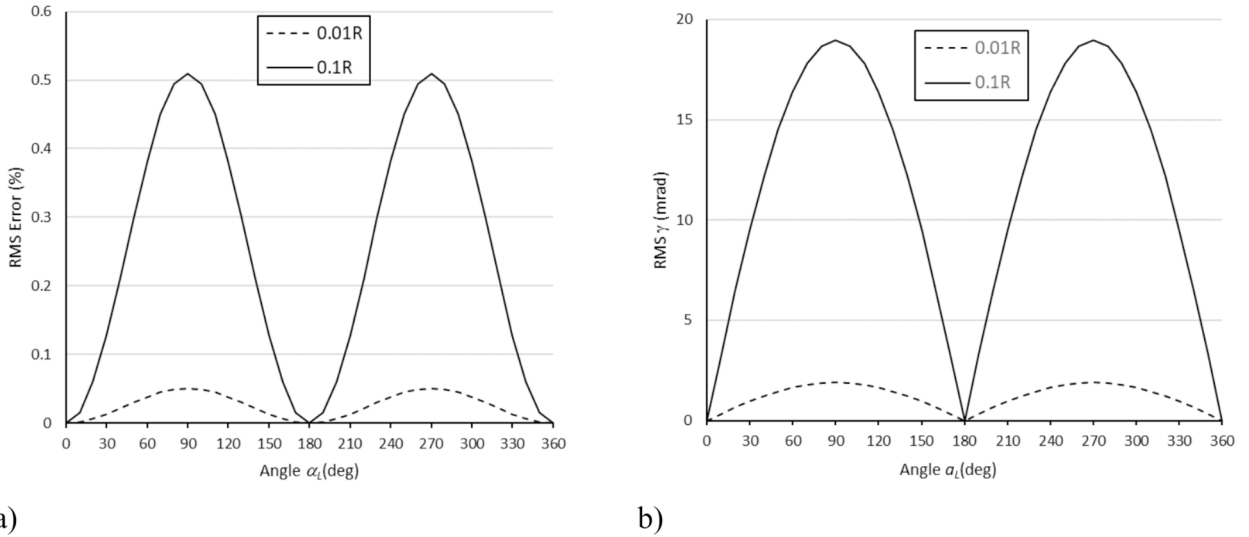 0.6
0.5
0.4
0.3
0.2
0.1
0
RMS Error (%)
0.01R
0.1R
0 30 60 90 120 150 180 210 240 270 300 330 360
Angle α_L(deg)
a)
20
15
10
5
0
RMS γ (mrad)
0.01R
0.1R
0 30 60 90 120 150 180 210 240 270 300 330 360
Angle a_L(deg)
b)